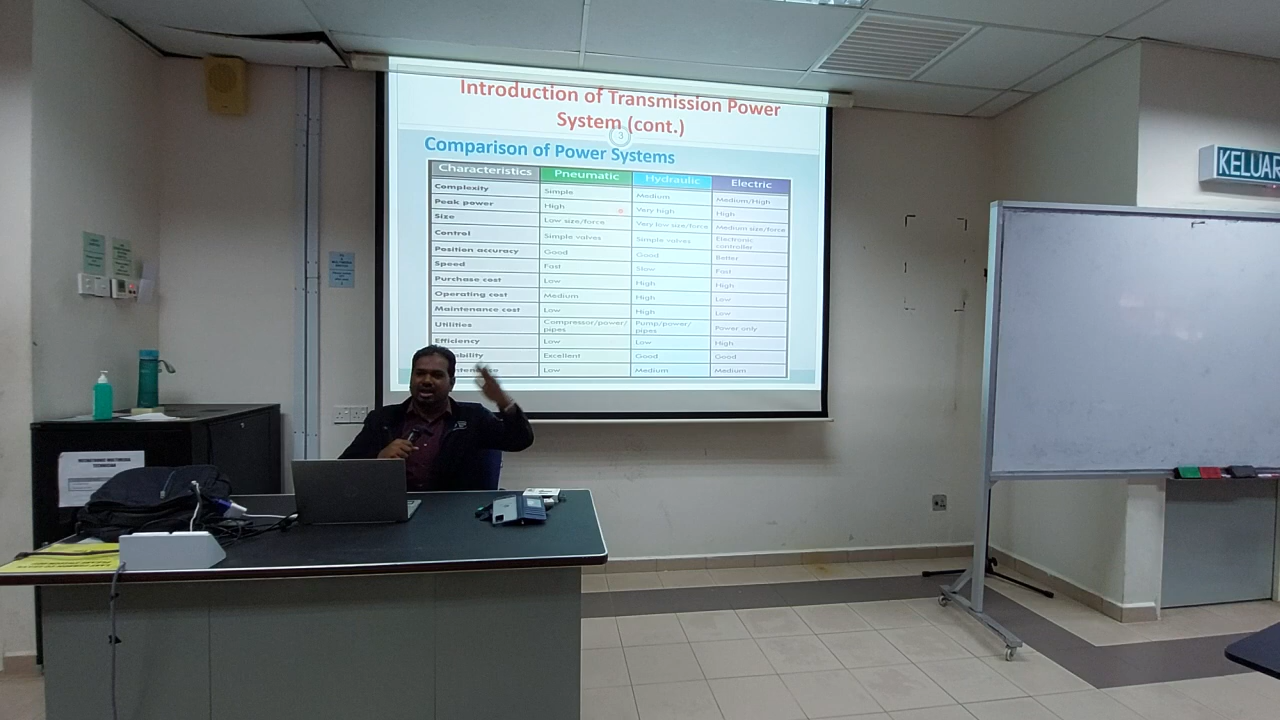 Introduction of Transmission Power
System (cont.)
3
Comparison of Power Systems
Characteristics Pneumatic Hydraulic Electric
Complexity Simple Medium Medium/High
Peak power High Very high High
Size Low size/force Very low size/force Medium size/force
Control Simple valves Simple valves Electronic
controller
Position accuracy Good Good Better
Speed Fast Slow Fast
Purchase cost Low High High
Operating cost Medium High Low
Maintenance cost Low High Low
Utilities Compressor/power/
pipes Pump/power/
pipes Power only
Efficiency Low Low High
Excellent Good Good
Low Medium Medium
KELUAR